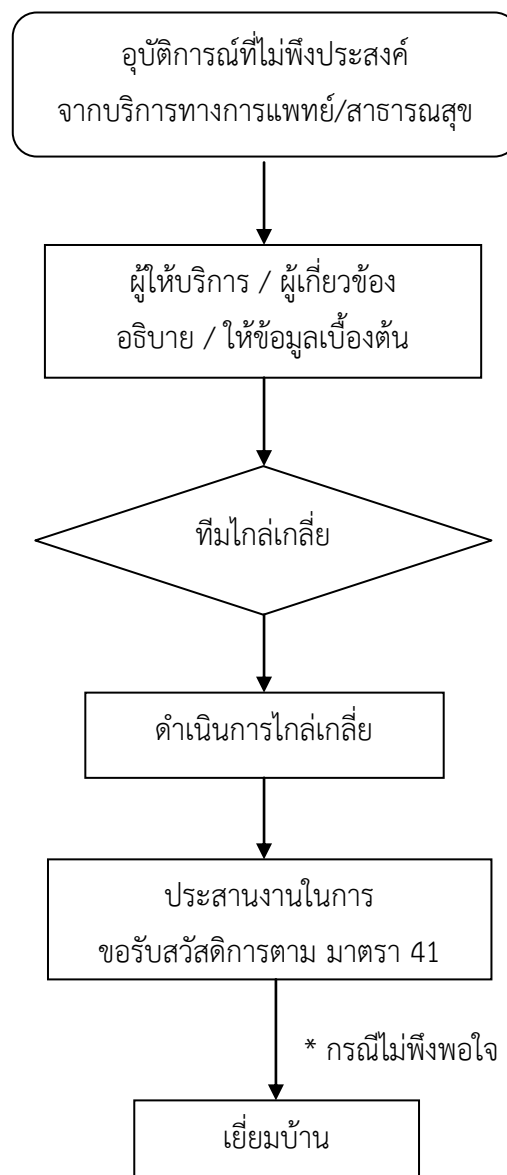 อุบัติการณ์ที่ไม่พึงประสงค์
จากบริการทางการแพทย์/สาธารณสุข
ผู้ให้บริการ / ผู้เกี่ยวข้อง
อธิบาย / ให้ข้อมูลเบื้องต้น
ทีมไกล่เกลี่ย
ดำเนินการไกล่เกลี่ย
ประสานงานในการ
ขอรับสวัสดิการตาม มาตรา 41
* กรณีไม่พึงพอใจ
เยี่ยมบ้าน